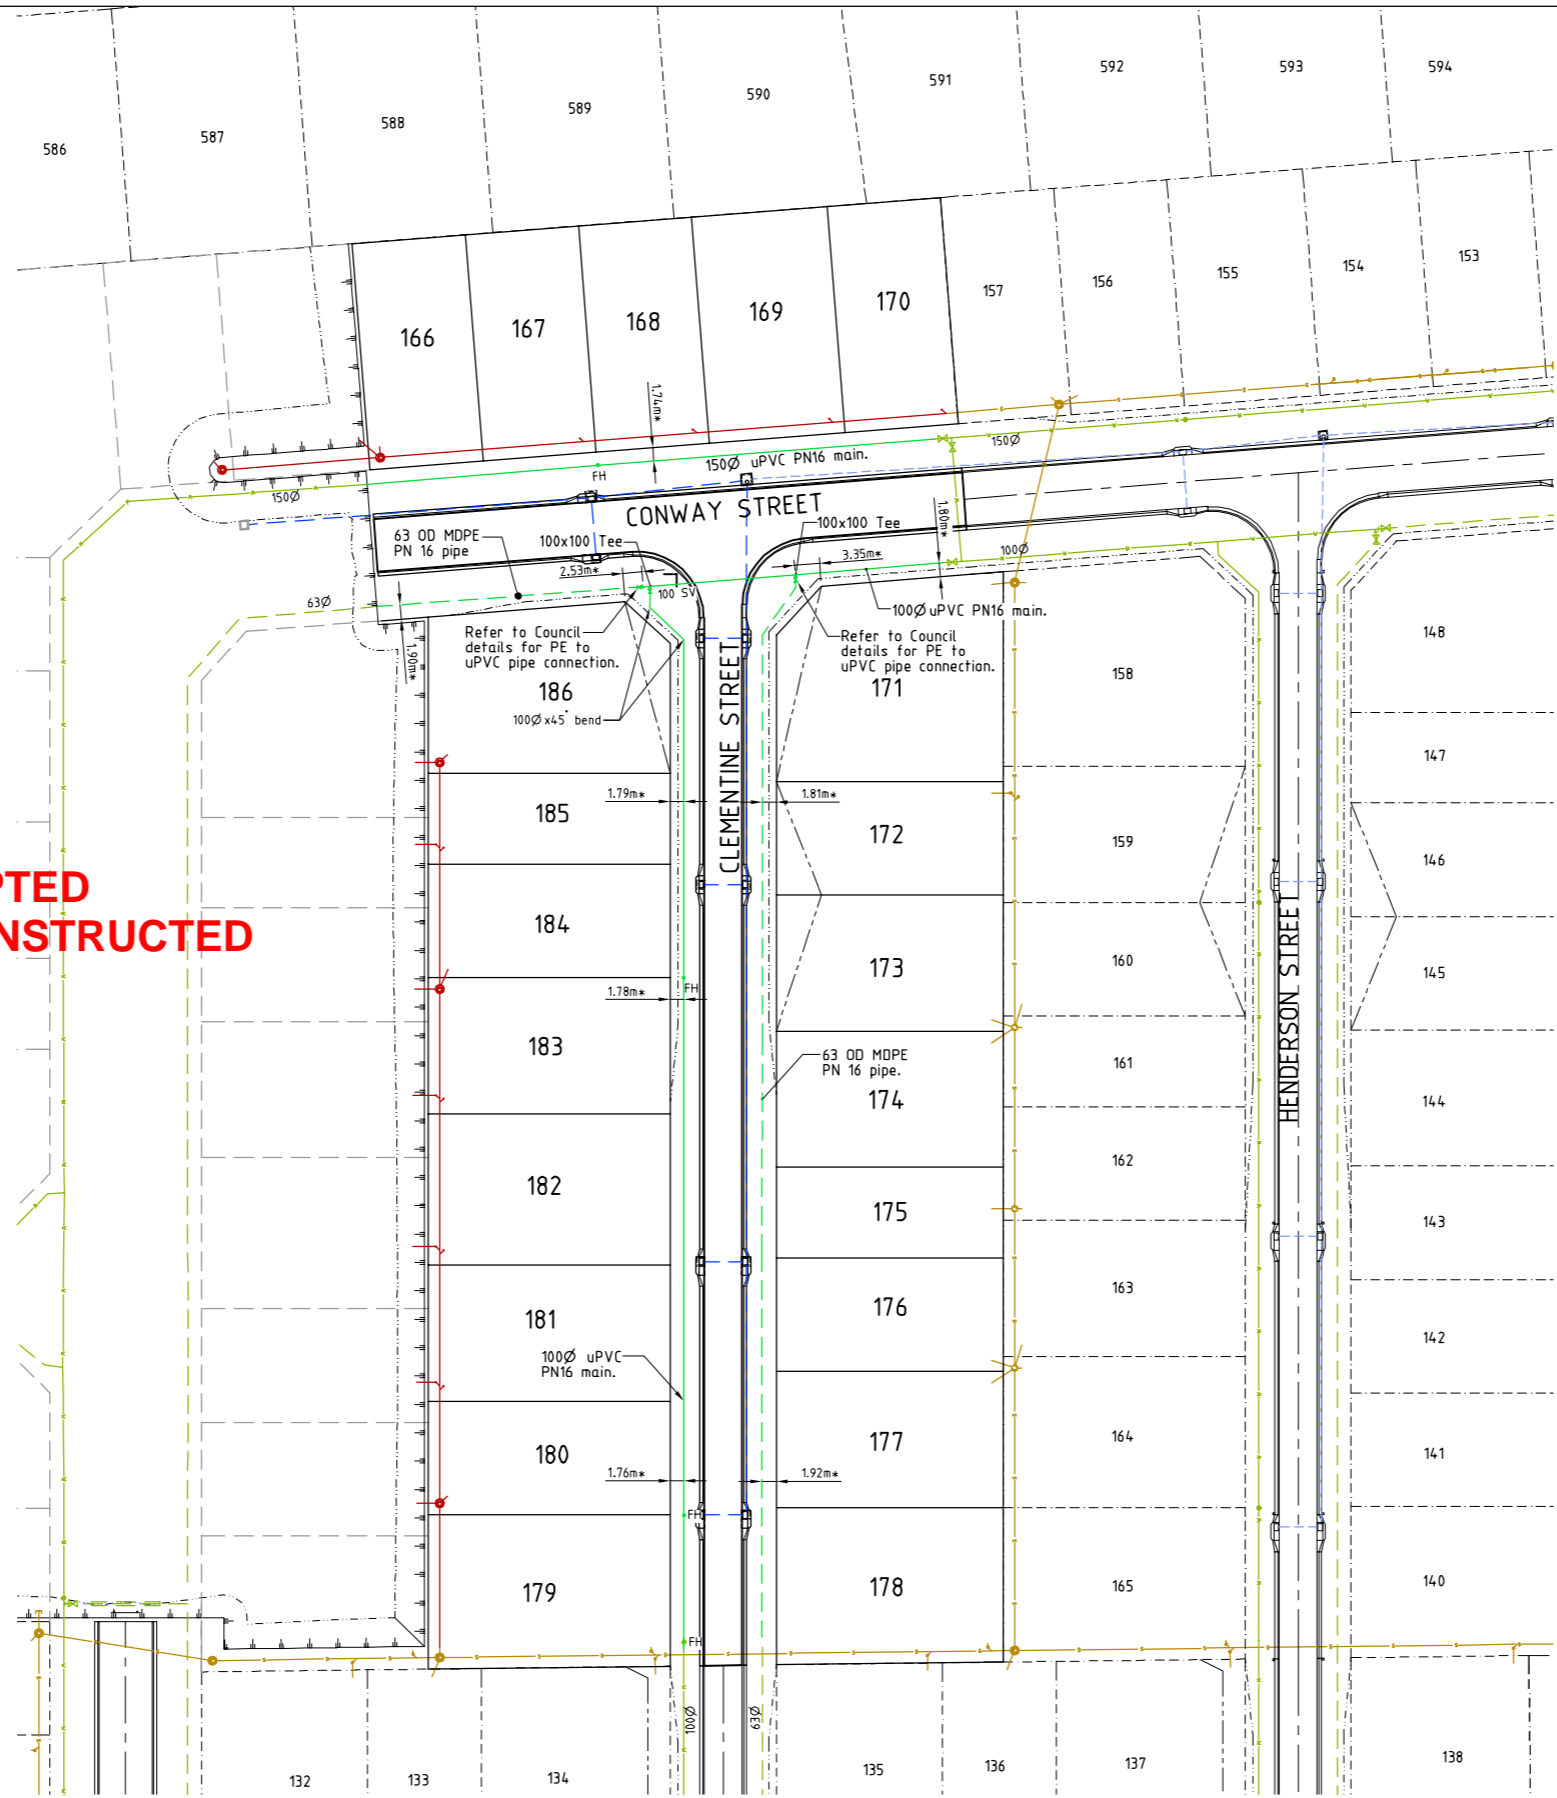 586
587
588
589
590
591
592
593
594
166
167
168
169
170
157
156
155
154
153
1.74m*
150Ø
FH
150Ø uPVC PN16 main.
150Ø
CONWAY STREET
63 OD MDPE
PN 16 pipe
100x100 Tee
2.53m*
100 SV
100x100 Tee
3.35m*
1.80m*
100Ø
100Ø uPVC PN16 main.
63Ø
1.90m*
Refer to Council
details for PE to
uPVC pipe connection.
Refer to Council
details for PE to
uPVC pipe connection.
186
100Ø x45° bend
171
158
148
147
CLEMENTINE STREET
1.79m*
1.81m*
185
172
159
146
PTED
NSTRUCTED
184
173
160
145
HENDERSON STREET
1.78m*
FH
183
63 OD MDPE
PN 16 pipe.
174
161
144
182
175
162
143
181
176
163
142
100Ø uPVC
PN16 main.
180
177
164
141
1.76m*
1.92m*
FH
179
178
165
140
FH
100Ø
63Ø
132
133
134
135
136
137
138